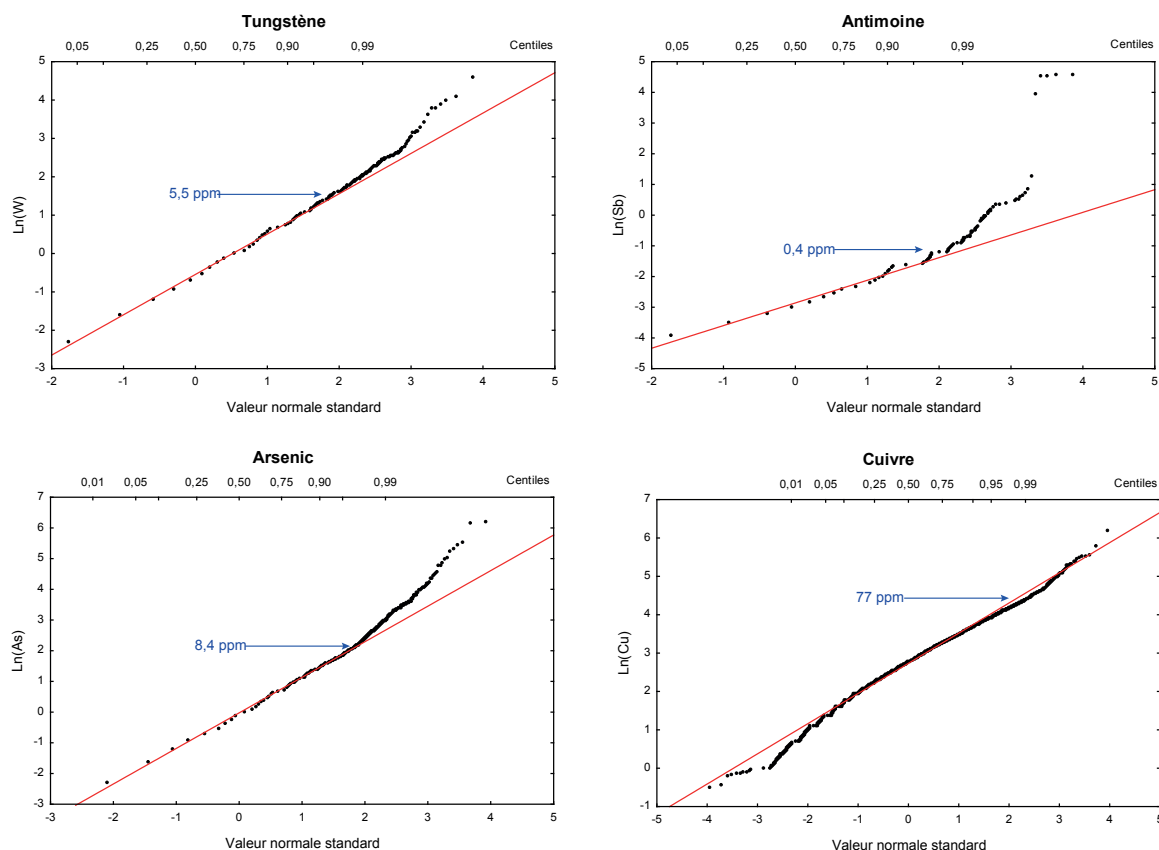 Tungstène
0,05 0,25 0,50 0,75 0,90 0,99 Centiles
5
4
3
2
1
0
-1
-2
-3
Ln(W)
5,5 ppm
-2 -1 0 1 2 3 4 5
Valeur normale standard
Antimoine
0,05 0,25 0,50 0,75 0,90 0,99 Centiles
5
4
3
2
1
0
-1
-2
-3
-4
-5
Ln(Sb)
0,4 ppm
-2 -1 0 1 2 3 4 5
Valeur normale standard
Arsenic
0,01 0,05 0,25 0,50 0,75 0,90 0,99 Centiles
7
6
5
4
3
2
1
0
-1
-2
-3
Ln(As)
8,4 ppm
-3 -2 -1 0 1 2 3 4 5
Valeur normale standard
Cuivre
0,01 0,05 0,25 0,50 0,75 0,95 0,99 Centiles
7
6
5
4
3
2
1
0
-1
Ln(Cu)
77 ppm
-5 -4 -3 -2 -1 0 1 2 3 4 5
Valeur normale standard